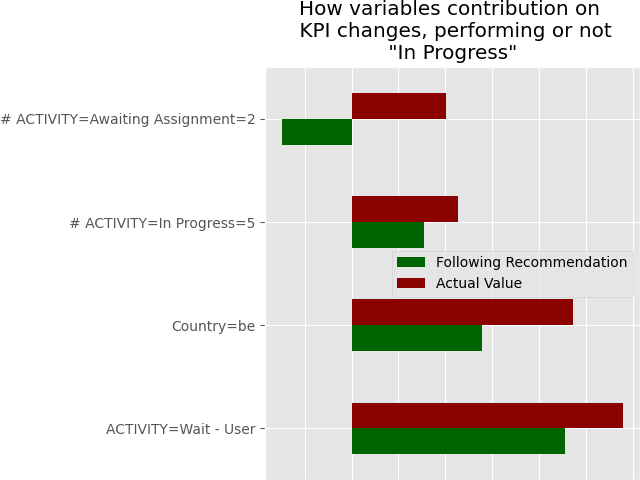 How variables contribution on
KPI changes, performing or not
"In Progress"
# ACTIVITY=Awaiting Assignment=2
# ACTIVITY=In Progress=5
Following Recommendation
Actual Value
Country=be
ACTIVITY=Wait - User